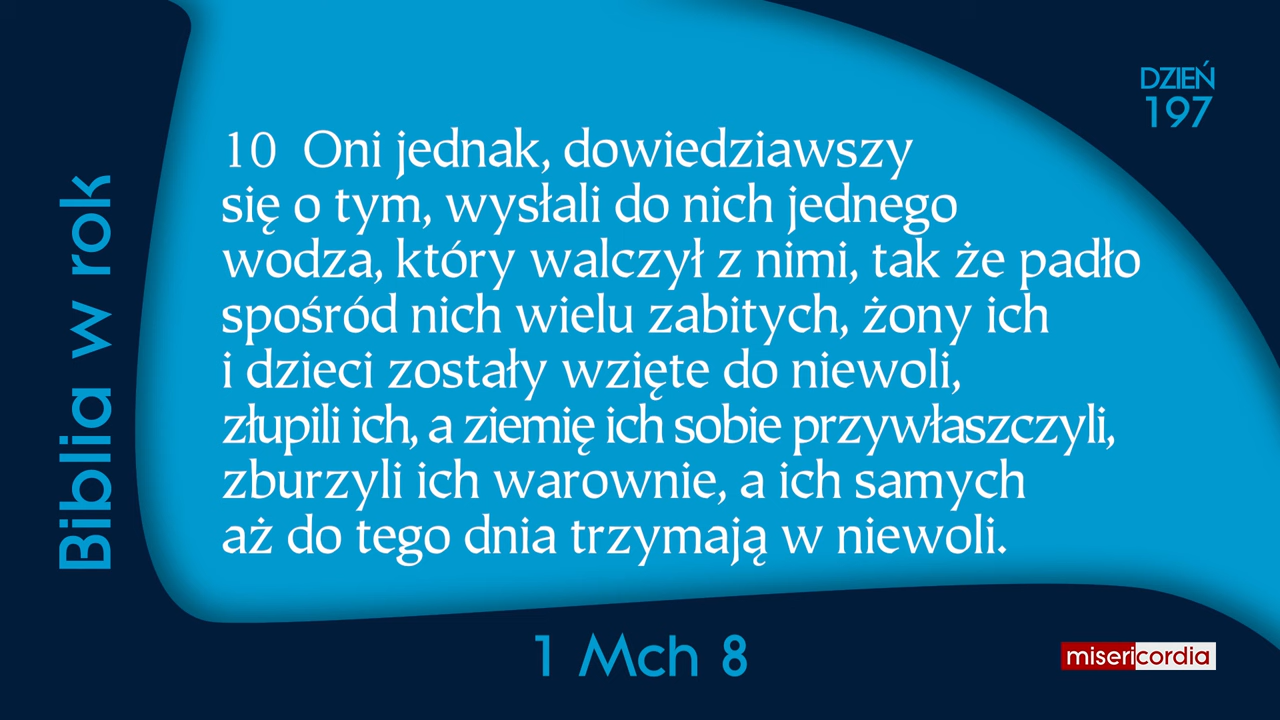 DZIEŃ
197
10 Oni jednak, dowiedziawszy
się o tym, wysłali do nich jednego
wodza, który walczył z nimi, tak że padło
spośród nich wielu zabitych, żony ich
i dzieci zostały wzięte do niewoli,
złupili ich, a ziemię ich sobie przywłaszczyli,
zburzyli ich warownie, a ich samych
aż do tego dnia trzymają w niewoli.
Biblia w rok
1 Mch 8
misericordia